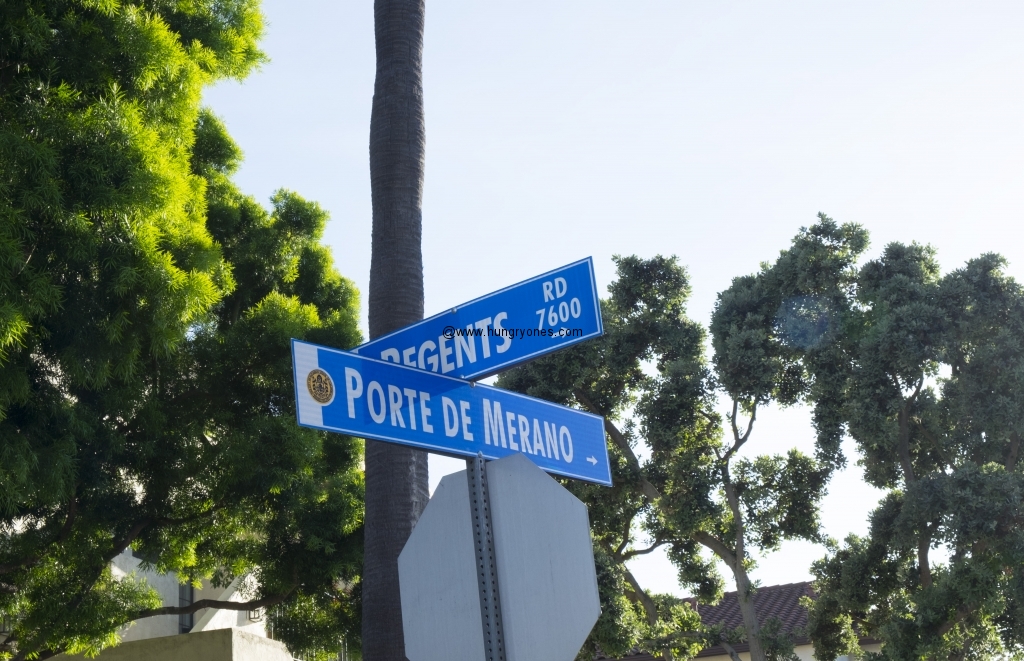 RD
REGENTS 7600
@www.hungryones.com
PORTE DE MERANO
→